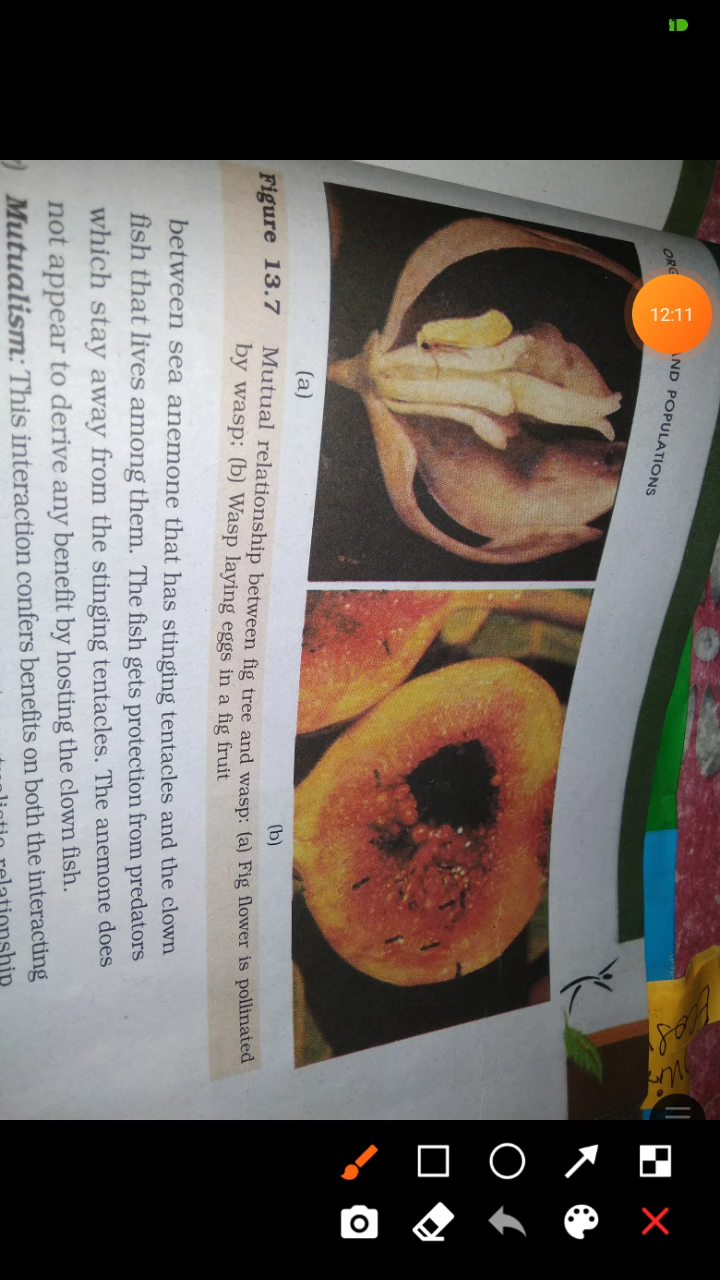 12:11
AND POPULATIONS
(a)
(b)
Figure 13.7 Mutual relationship between fig tree and wasp: (a) Fig flower is pollinated
by wasp; (b) Wasp laying eggs in a fig fruit
between sea anemone that has stinging tentacles and the clown
fish that lives among them. The fish gets protection from predators
which stay away from the stinging tentacles. The anemone does
not appear to derive any benefit by hosting the clown fish.
Mutualism: This interaction confers benefits on both the interacting
relationship